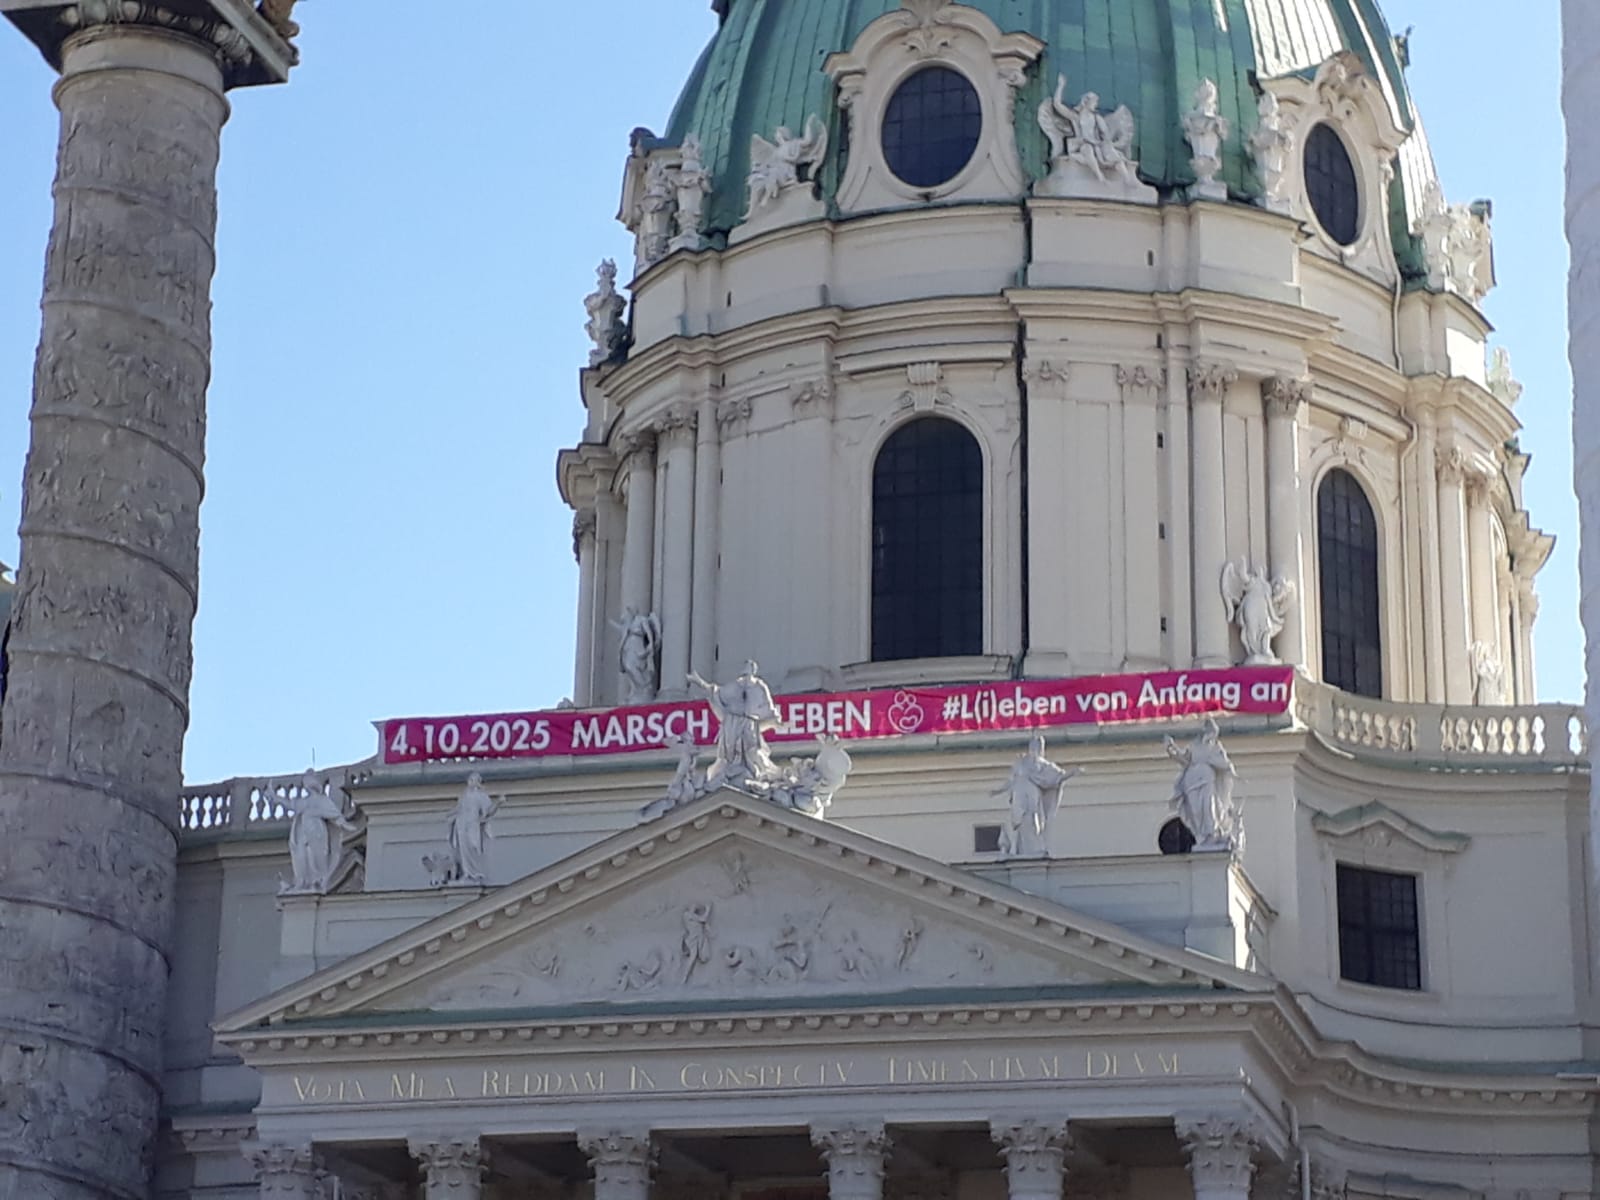 4.10.2025 MARSCH LEBEN #L(i)eben von Anfang an
VOTA MEA REDDAM IN CONSPECTV TIMENTIVM DEVM